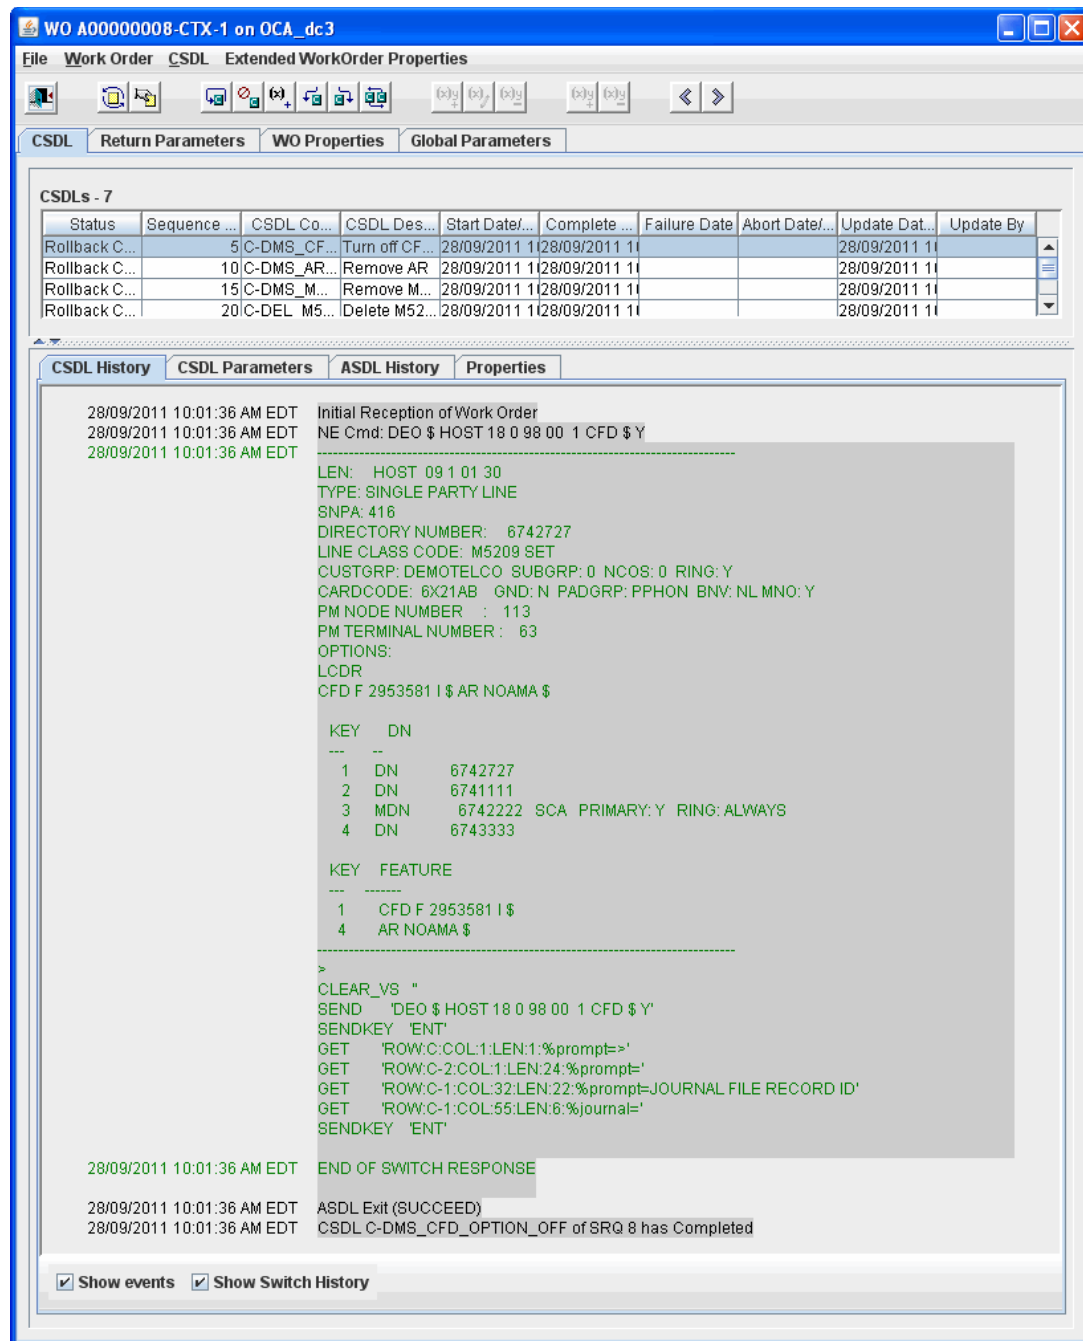 WO A00000008-CTX-1 on OCA_dc3
File Work Order CSDL Extended WorkOrder Properties
CSDL Return Parameters WO Properties Global Parameters
CSDLs - 7
Status Sequence ... CSDL Co... CSDL Des... Start Date/... Complete ... Failure Date Abort Date/... Update Dat... Update By
Rollback C... 5 C-DMS_CF... Turn off CF... 28/09/2011 1 28/09/2011 1 28/09/2011 1
Rollback C... 10 C-DMS_AR... Remove AR 28/09/2011 1 28/09/2011 1 28/09/2011 1
Rollback C... 15 C-DMS_M... Remove M... 28/09/2011 1 28/09/2011 1 28/09/2011 1
Rollback C... 20 C-DEL_M5... Delete M52... 28/09/2011 1 28/09/2011 1 28/09/2011 1
CSDL History CSDL Parameters ASDL History Properties
28/09/2011 10:01:36 AM EDT Initial Reception of Work Order
28/09/2011 10:01:36 AM EDT NE Cmd: DEO $ HOST 18 0 98 00 1 CFD $ Y
28/09/2011 10:01:36 AM EDT --------------------------------------------------------------------------------
LEN: HOST 09 1 01 30
TYPE: SINGLE PARTY LINE
SNPA: 416
DIRECTORY NUMBER: 6742727
LINE CLASS CODE: M5209 SET
CUSTGRP: DEMOTELCO SUBGRP: 0 NCOS: 0 RING: Y
CARDCODE: 6X21AB GND: N PADGRP: PPHON BNV: NL MNO: Y
PM NODE NUMBER : 113
PM TERMINAL NUMBER : 63
OPTIONS:
LCDR
CFD F 2953581 I $ AR NOAMA $
KEY DN
--- --
1 DN 6742727
2 DN 6741111
3 MDN 6742222 SCA PRIMARY: Y RING: ALWAYS
4 DN 6743333
KEY FEATURE
--- -------
1 CFD F 2953581 I $
4 AR NOAMA $
--------------------------------------------------------------------------------
>
CLEAR_VS ''
SEND 'DEO $ HOST 18 0 98 00 1 CFD $ Y'
SENDKEY 'ENT'
GET 'ROW:C:COL:1:LEN:1:%prompt=>'
GET 'ROW:C-2:COL:1:LEN:24:%prompt='
GET 'ROW:C-1:COL:32:LEN:22:%prompt=JOURNAL FILE RECORD ID'
GET 'ROW:C-1:COL:55:LEN:6:%journal='
SENDKEY 'ENT'
28/09/2011 10:01:36 AM EDT END OF SWITCH RESPONSE
28/09/2011 10:01:36 AM EDT ASDL Exit (SUCCEED)
28/09/2011 10:01:36 AM EDT CSDL C-DMS_CFD_OPTION_OFF of SRQ 8 has Completed
Show events Show Switch History